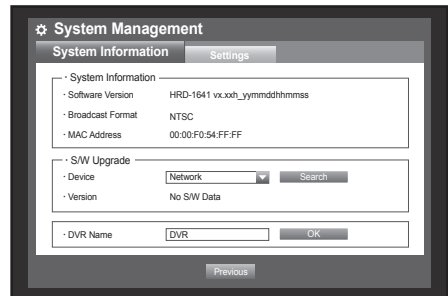 System Management
System Information Settings
· System Information
· Software Version HRD-1641 vx.xxh_yymmddhhmmss
· Broadcast Format NTSC
· MAC Address 00:00:F0:54:FF:FF
· S/W Upgrade
· Device Network Search
· Version No S/W Data
· DVR Name DVR OK
Previous